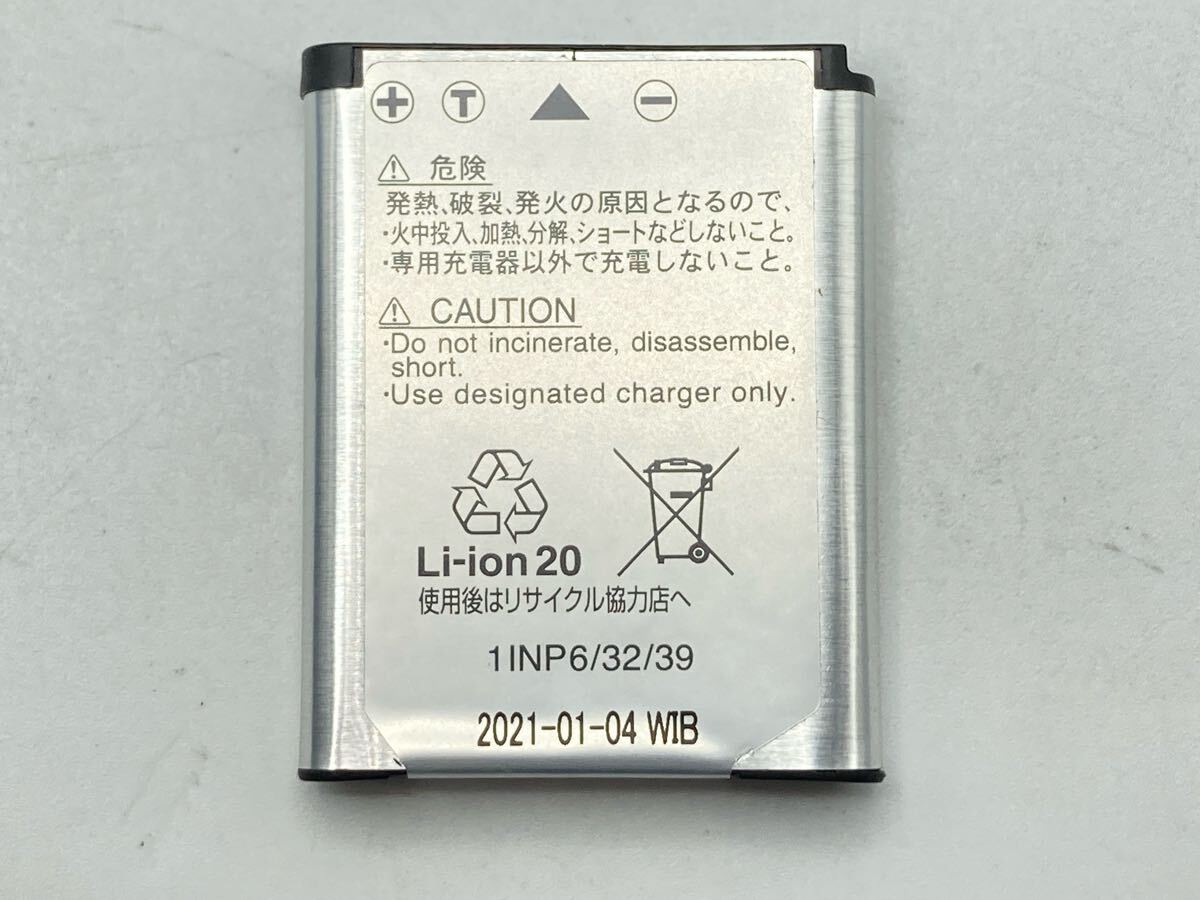 + T −
危険
発熱、破裂、発火の原因となるので、
・火中投入、加熱、分解、ショートなどしないこと。
・専用充電器以外で充電しないこと。
CAUTION
・Do not incinerate, disassemble,
short.
・Use designated charger only.
Li-ion 20
使用後はリサイクル協力店へ
1INP6/32/39
2021-01-04 WIB